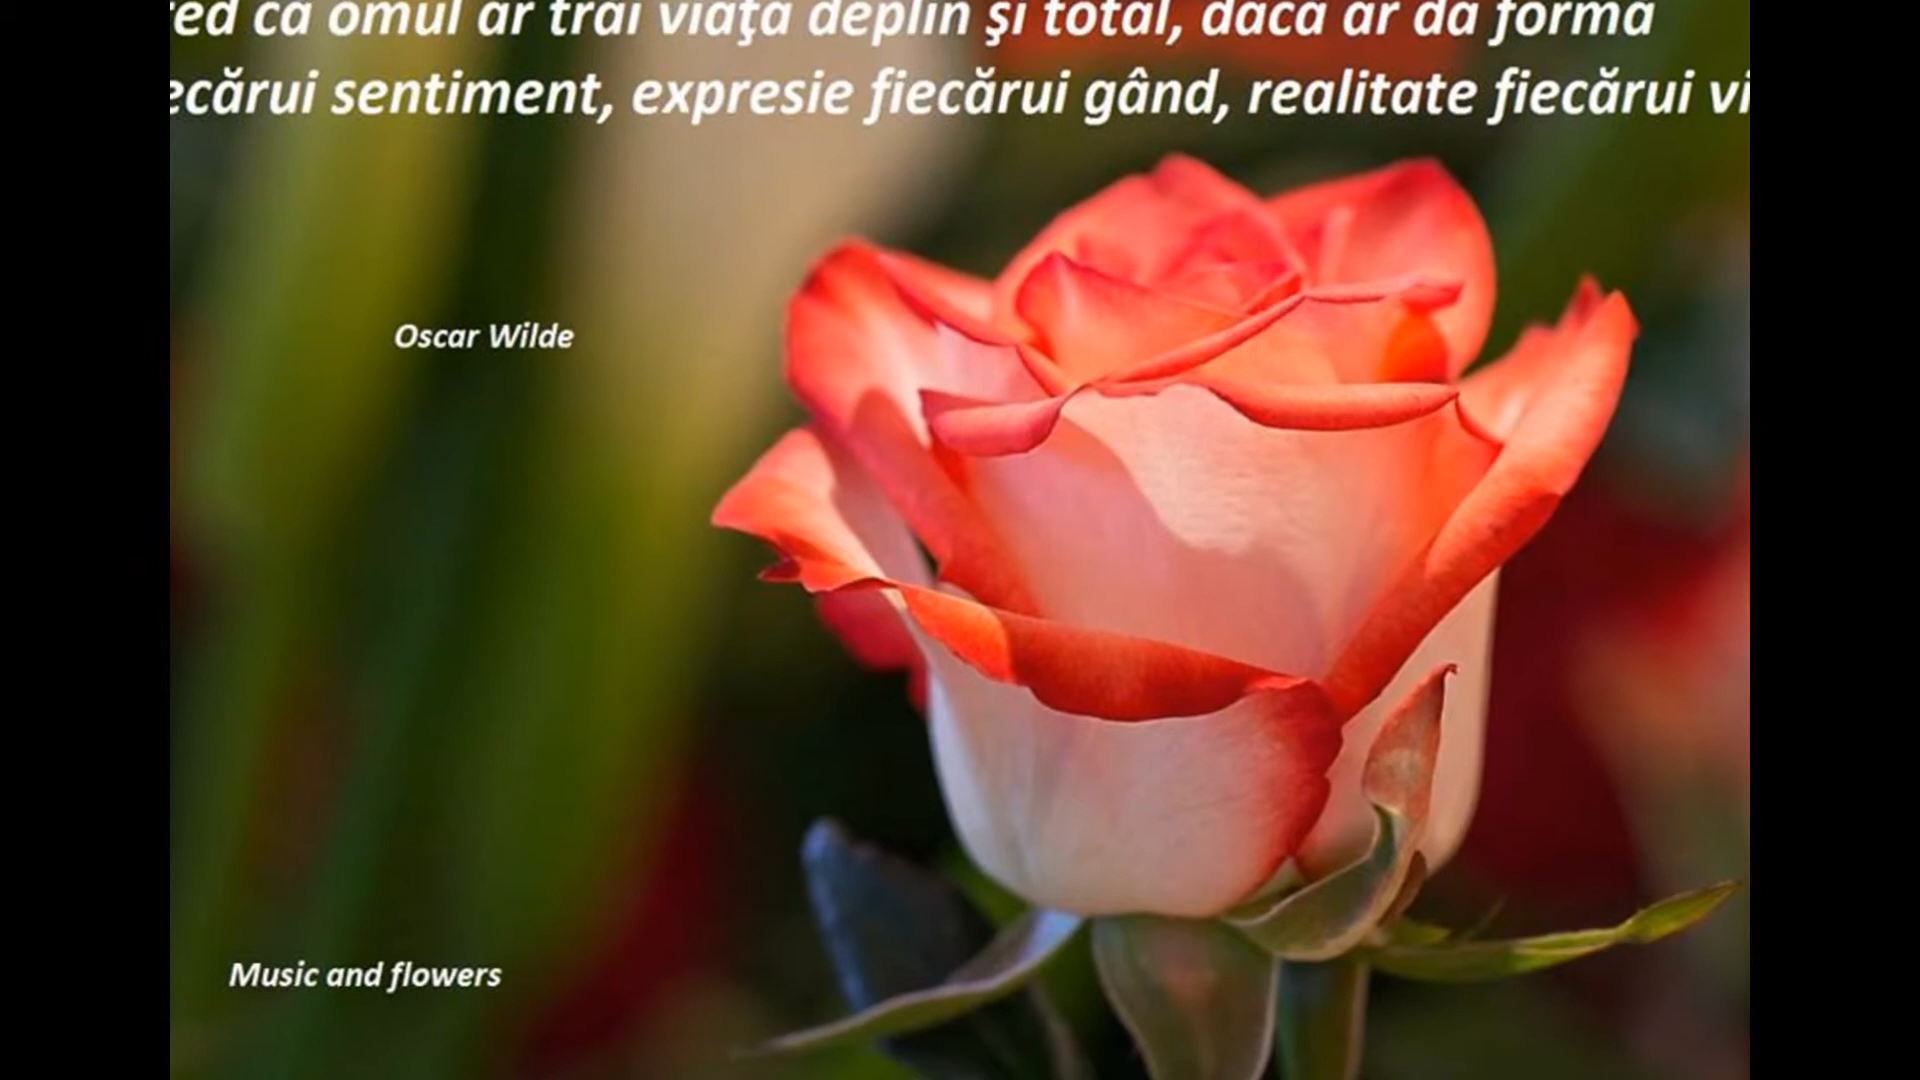 ed că omul ar trăi viaţa deplin şi total, dacă ar da formă
ecărui sentiment, expresie fiecărui gând, realitate fiecărui vi
Oscar Wilde
Music and flowers